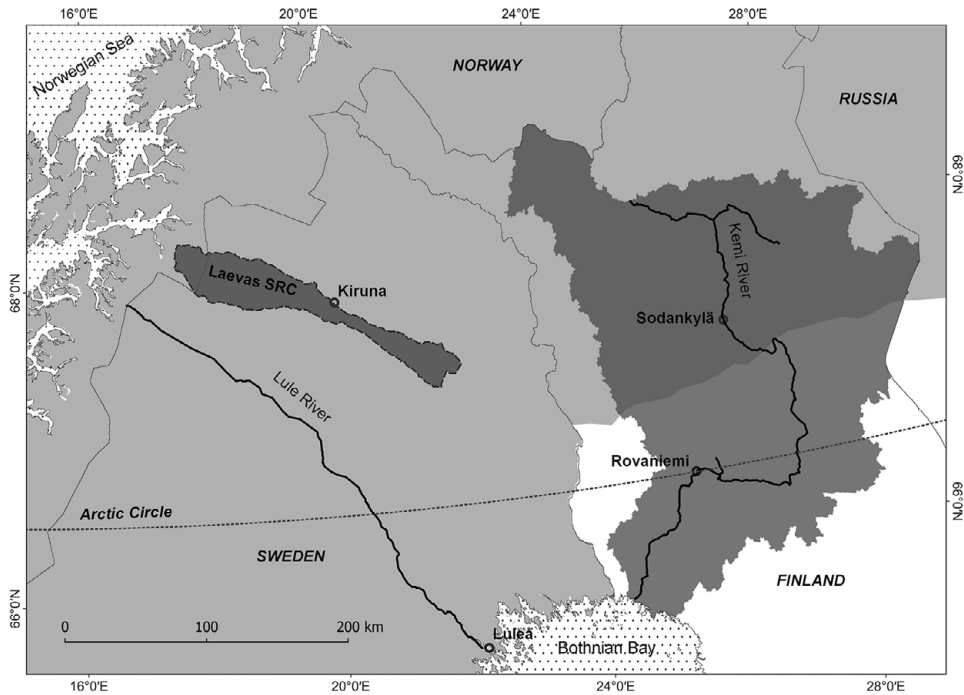 16°0'E 20°0'E 24°0'E 28°0'E
Norwegian Sea
NORWAY
RUSSIA
68°0'N
Kemi River
Laevas SRC
Kiruna
68°0'N
Sodankylä
Lule River
Rovaniemi
Arctic Circle
66°0'N
SWEDEN
FINLAND
66°0'N
0 100 200 km
Luleå
Bothnian Bay
16°0'E 20°0'E 24°0'E 28°0'E